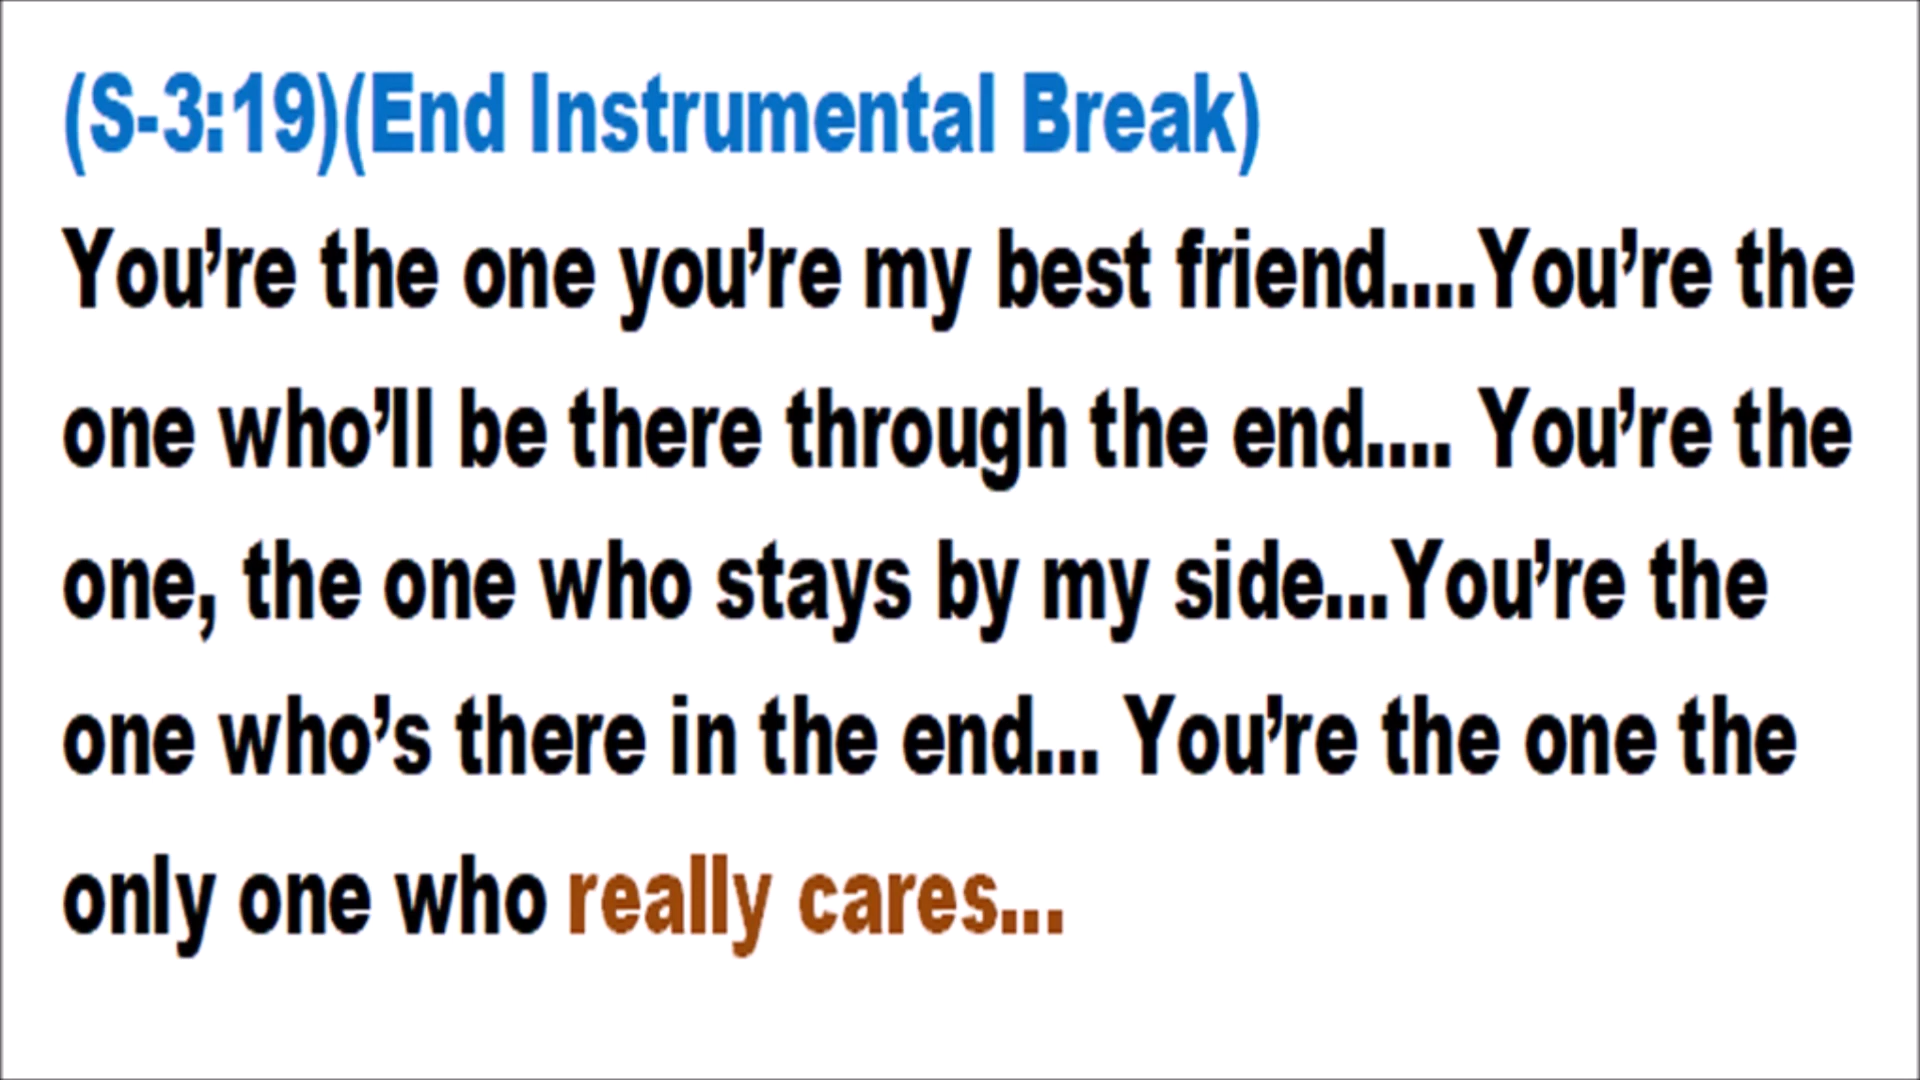 (S-3:19)(End Instrumental Break)
You’re the one you’re my best friend....You’re the
one who’ll be there through the end.... You’re the
one, the one who stays by my side...You’re the
one who’s there in the end... You’re the one the
only one who really cares...